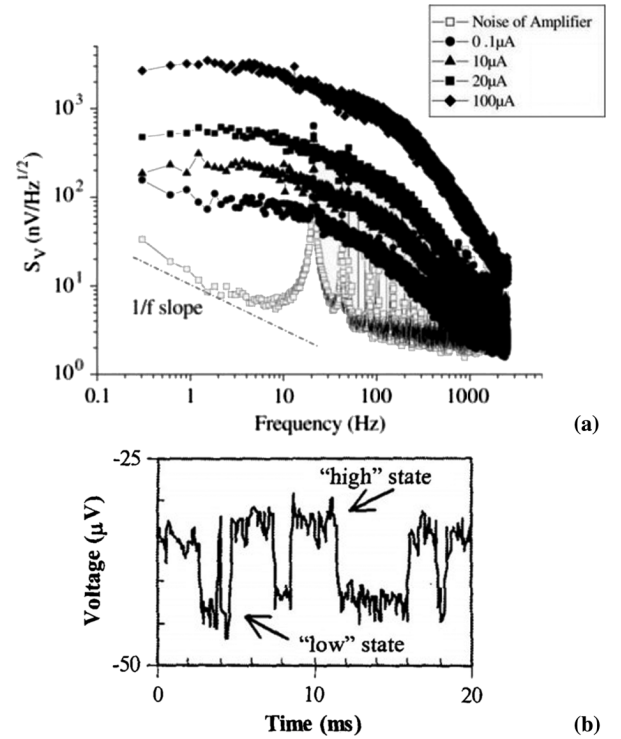 Noise of Amplifier
0 .1μA
10μA
20μA
100μA
10³
10²
10¹
10⁰
S_V (nV/Hz^1/2)
1/f slope
0.1
1
10
100
1000
Frequency (Hz)
(a)
-25
-50
Voltage (μV)
“high” state
“low” state
0
10
20
Time (ms)
(b)